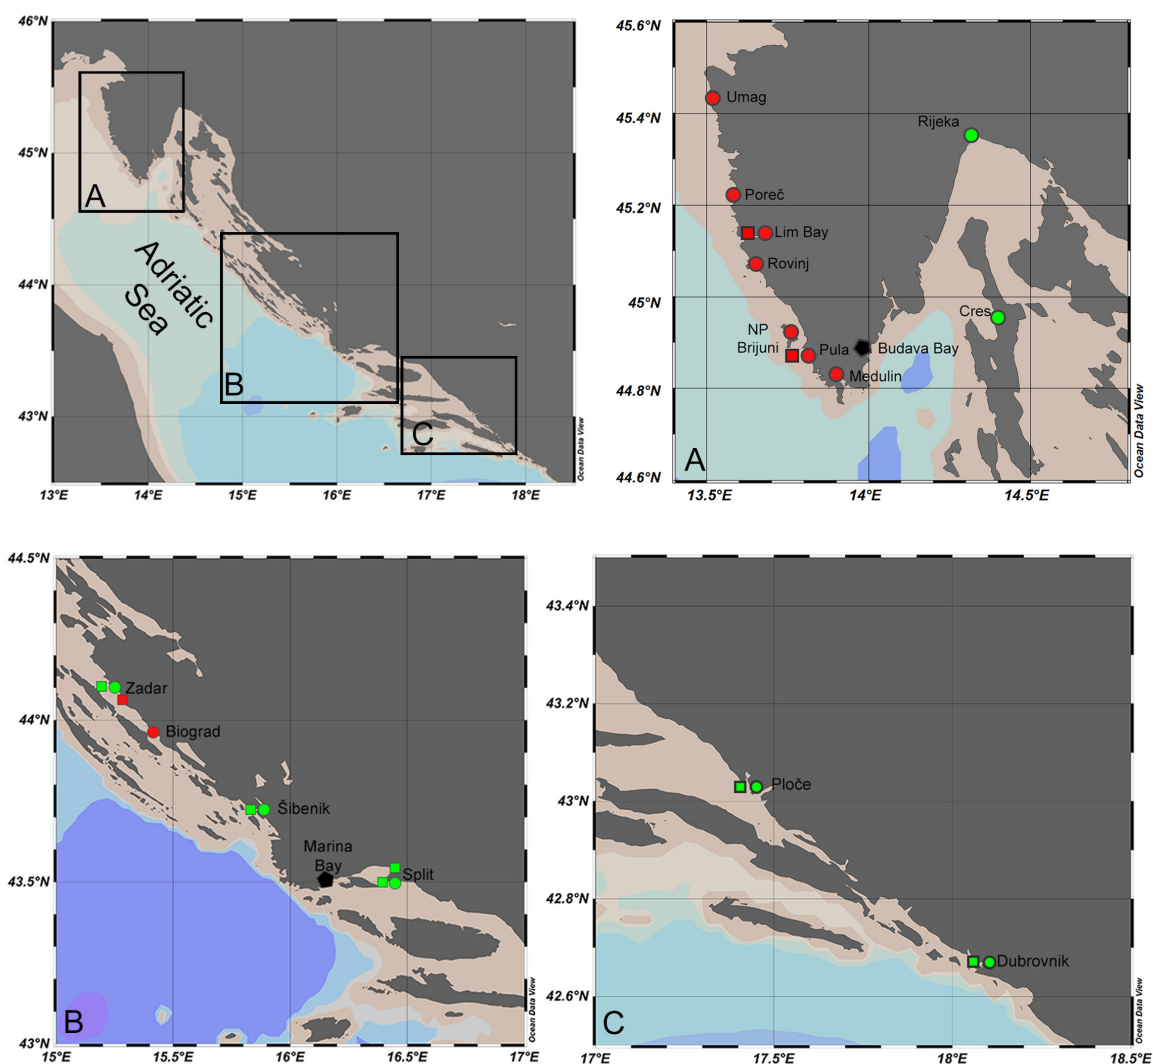 46°N
45°N
44°N
43°N
13°E
14°E
15°E
16°E
17°E
18°E
A
B
C
Adriatic
Sea
Ocean Data View
45.6°N
45.4°N
45.2°N
45°N
44.8°N
44.6°N
13.5°E
14°E
14.5°E
Umag
Rijeka
Poreč
Lim Bay
Rovinj
Cres
NP
Brijuni
Pula
Budava Bay
Medulin
A
Ocean Data View
44.5°N
44°N
43.5°N
43°N
15°E
15.5°E
16°E
16.5°E
17°E
Zadar
Biograd
Šibenik
Marina
Bay
Split
B
Ocean Data View
43.4°N
43.2°N
43°N
42.8°N
42.6°N
17°E
17.5°E
18°E
18.5°E
Ploče
Dubrovnik
C
Ocean Data View